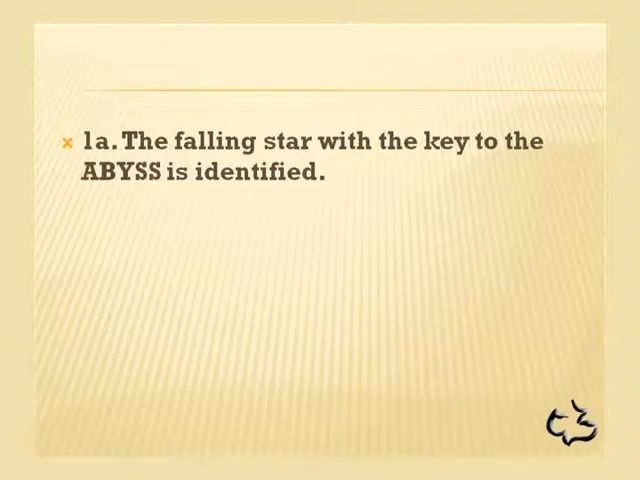 1a. The falling star with the key to the
ABYSS is identified.